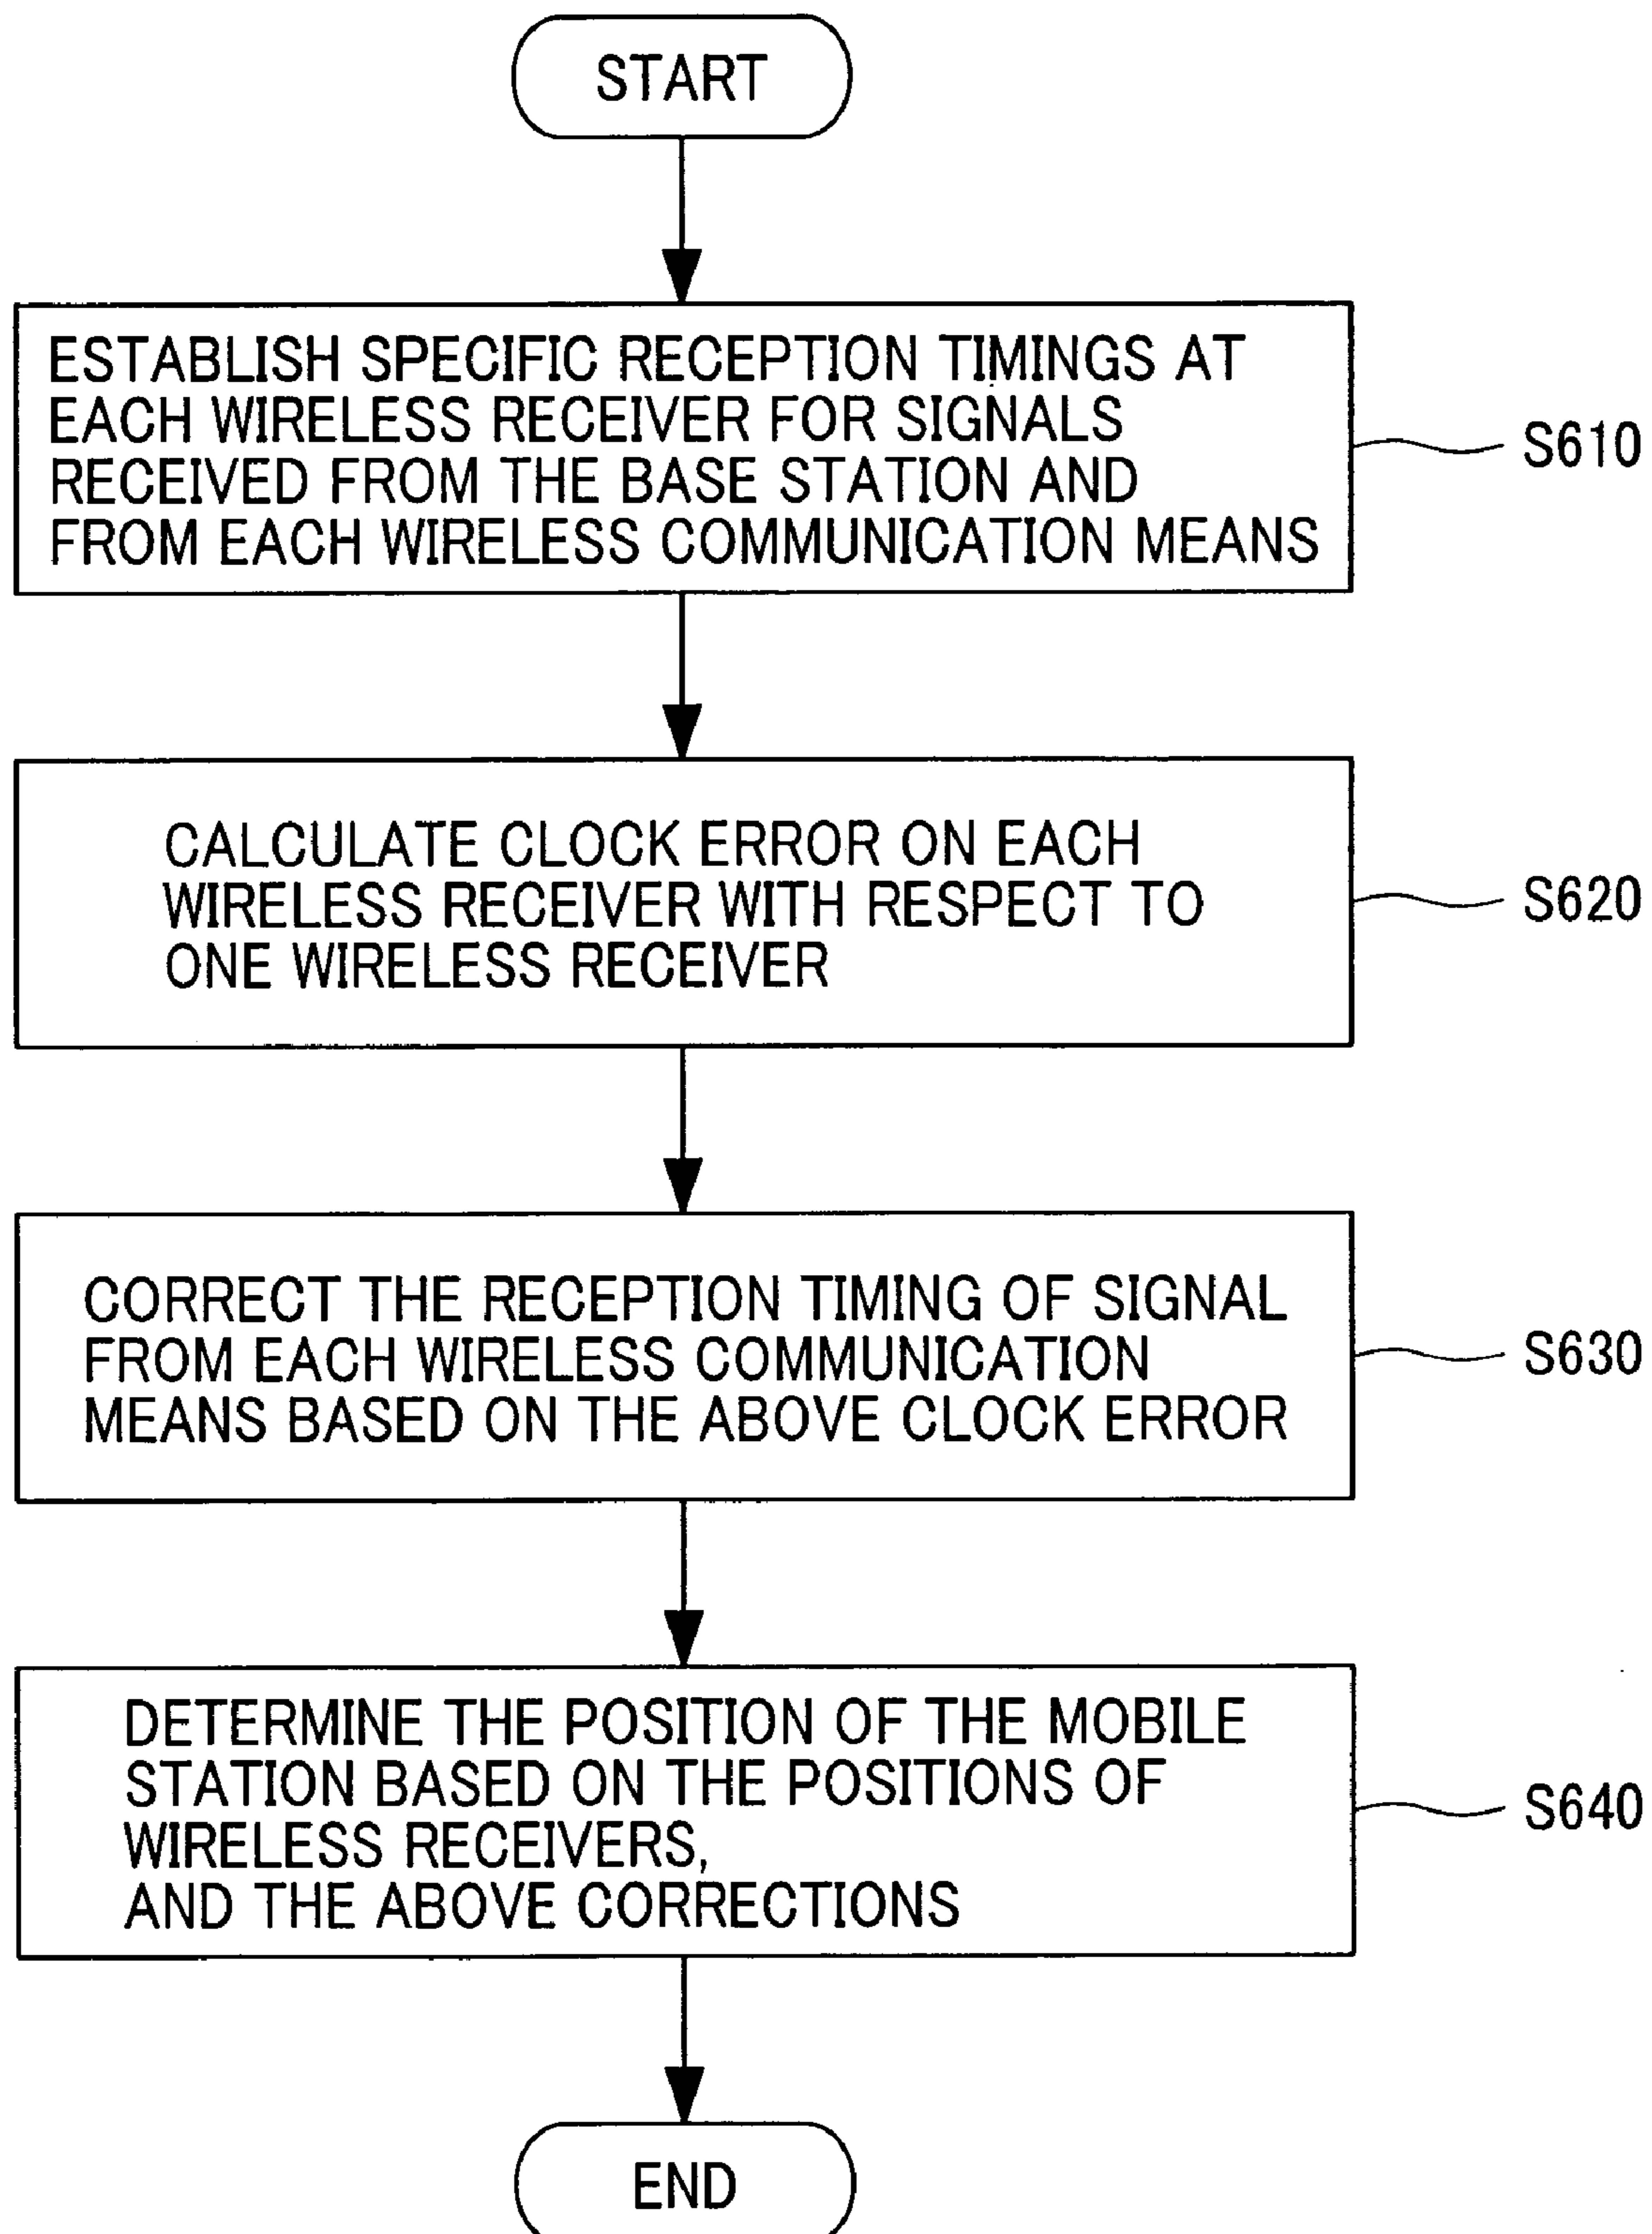 START
ESTABLISH SPECIFIC RECEPTION TIMINGS AT
EACH WIRELESS RECEIVER FOR SIGNALS
RECEIVED FROM THE BASE STATION AND
FROM EACH WIRELESS COMMUNICATION MEANS
S610
CALCULATE CLOCK ERROR ON EACH
WIRELESS RECEIVER WITH RESPECT TO
ONE WIRELESS RECEIVER
S620
CORRECT THE RECEPTION TIMING OF SIGNAL
FROM EACH WIRELESS COMMUNICATION
MEANS BASED ON THE ABOVE CLOCK ERROR
S630
DETERMINE THE POSITION OF THE MOBILE
STATION BASED ON THE POSITIONS OF
WIRELESS RECEIVERS,
AND THE ABOVE CORRECTIONS
S640
END